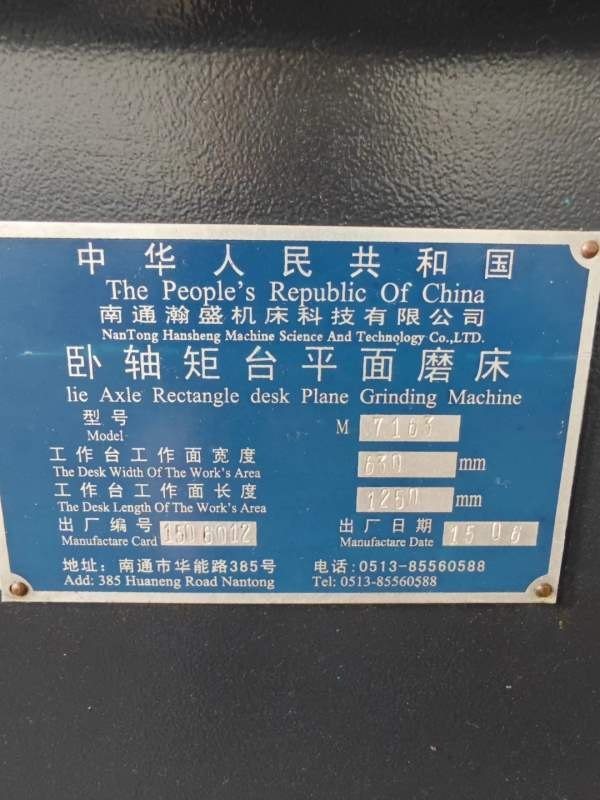 中华人民共和国
The People's Republic Of China
南通瀚盛机床科技有限公司
NanTong Hansheng Machine Science And Technology Co.,LTD.
卧轴矩台平面磨床
lie Axle Rectangle desk Plane Grinding Machine
型号 M 7163
Model
工作台工作面宽度 630 mm
The Desk Width Of The Work's Area
工作台工作面长度 1250 mm
The Desk Length Of The Work's Area
出厂编号 1506012 出厂日期 15 06
Manufactare Card Manufactare Date
地址: 南通市华能路385号 电话:0513-85560588
Add: 385 Huaneng Road Nantong Tel: 0513-85560588